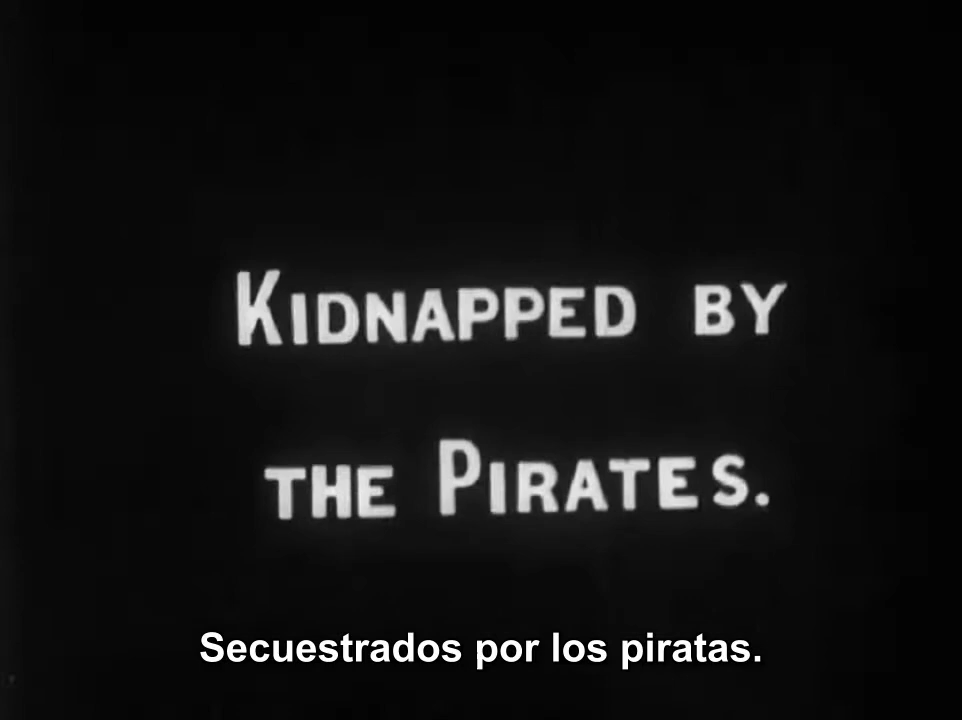 Kidnapped by
the Pirates.
Secuestrados por los piratas.